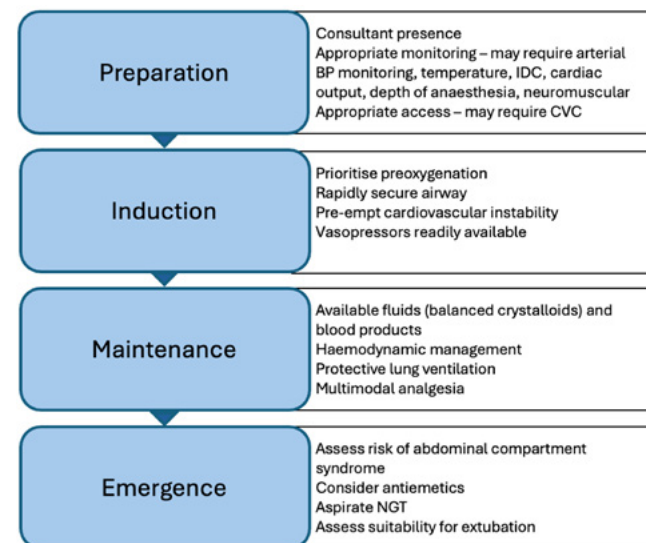 Preparation
Consultant presence
Appropriate monitoring – may require arterial
BP monitoring, temperature, IDC, cardiac
output, depth of anaesthesia, neuromuscular
Appropriate access – may require CVC
Induction
Prioritise preoxygenation
Rapidly secure airway
Pre-empt cardiovascular instability
Vasopressors readily available
Maintenance
Available fluids (balanced crystalloids) and
blood products
Haemodynamic management
Protective lung ventilation
Multimodal analgesia
Emergence
Assess risk of abdominal compartment
syndrome
Consider antiemetics
Aspirate NGT
Assess suitability for extubation